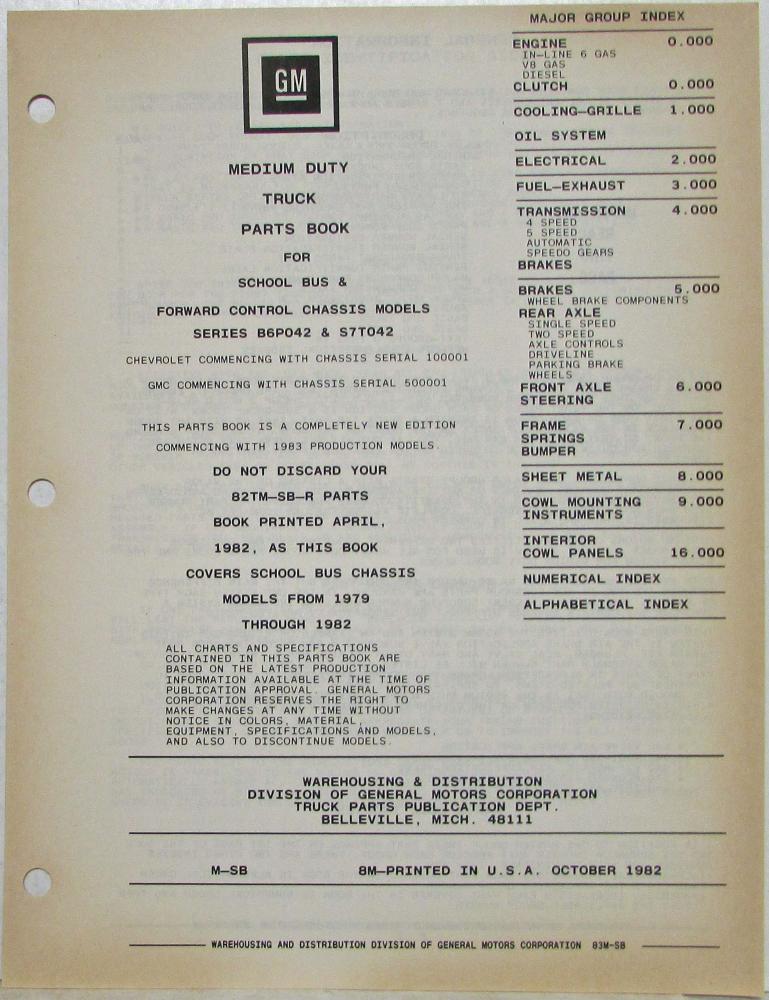 GM
MEDIUM DUTY
TRUCK
PARTS BOOK
FOR
SCHOOL BUS &
FORWARD CONTROL CHASSIS MODELS
SERIES B6P042 & S7T042
CHEVROLET COMMENCING WITH CHASSIS SERIAL 100001
GMC COMMENCING WITH CHASSIS SERIAL 500001
THIS PARTS BOOK IS A COMPLETELY NEW EDITION
COMMENCING WITH 1983 PRODUCTION MODELS.
DO NOT DISCARD YOUR
82TM—SB—R PARTS
BOOK PRINTED APRIL,
1982, AS THIS BOOK
COVERS SCHOOL BUS CHASSIS
MODELS FROM 1979
THROUGH 1982
ALL CHARTS AND SPECIFICATIONS
CONTAINED IN THIS PARTS BOOK ARE
BASED ON THE LATEST PRODUCTION
INFORMATION AVAILABLE AT THE TIME OF
PUBLICATION APPROVAL. GENERAL MOTORS
CORPORATION RESERVES THE RIGHT TO
MAKE CHANGES AT ANY TIME WITHOUT
NOTICE IN COLORS, MATERIAL,
EQUIPMENT, SPECIFICATIONS AND MODELS,
AND ALSO TO DISCONTINUE MODELS.
MAJOR GROUP INDEX
ENGINE 0.000
IN—LINE 6 GAS
V8 GAS
DIESEL
CLUTCH 0.000
COOLING—GRILLE 1.000
OIL SYSTEM
ELECTRICAL 2.000
FUEL—EXHAUST 3.000
TRANSMISSION 4.000
4 SPEED
5 SPEED
AUTOMATIC
SPEEDO GEARS
BRAKES
BRAKES 5.000
WHEEL BRAKE COMPONENTS
REAR AXLE
SINGLE SPEED
TWO SPEED
AXLE CONTROLS
DRIVELINE
PARKING BRAKE
WHEELS
FRONT AXLE 6.000
STEERING
FRAME 7.000
SPRINGS
BUMPER
SHEET METAL 8.000
COWL MOUNTING 9.000
INSTRUMENTS
INTERIOR
COWL PANELS 16.000
NUMERICAL INDEX
ALPHABETICAL INDEX
WAREHOUSING & DISTRIBUTION
DIVISION OF GENERAL MOTORS CORPORATION
TRUCK PARTS PUBLICATION DEPT.
BELLEVILLE, MICH. 48111
M—SB 8M—PRINTED IN U.S.A. OCTOBER 1982
WAREHOUSING AND DISTRIBUTION DIVISION OF GENERAL MOTORS CORPORATION 83M-SB